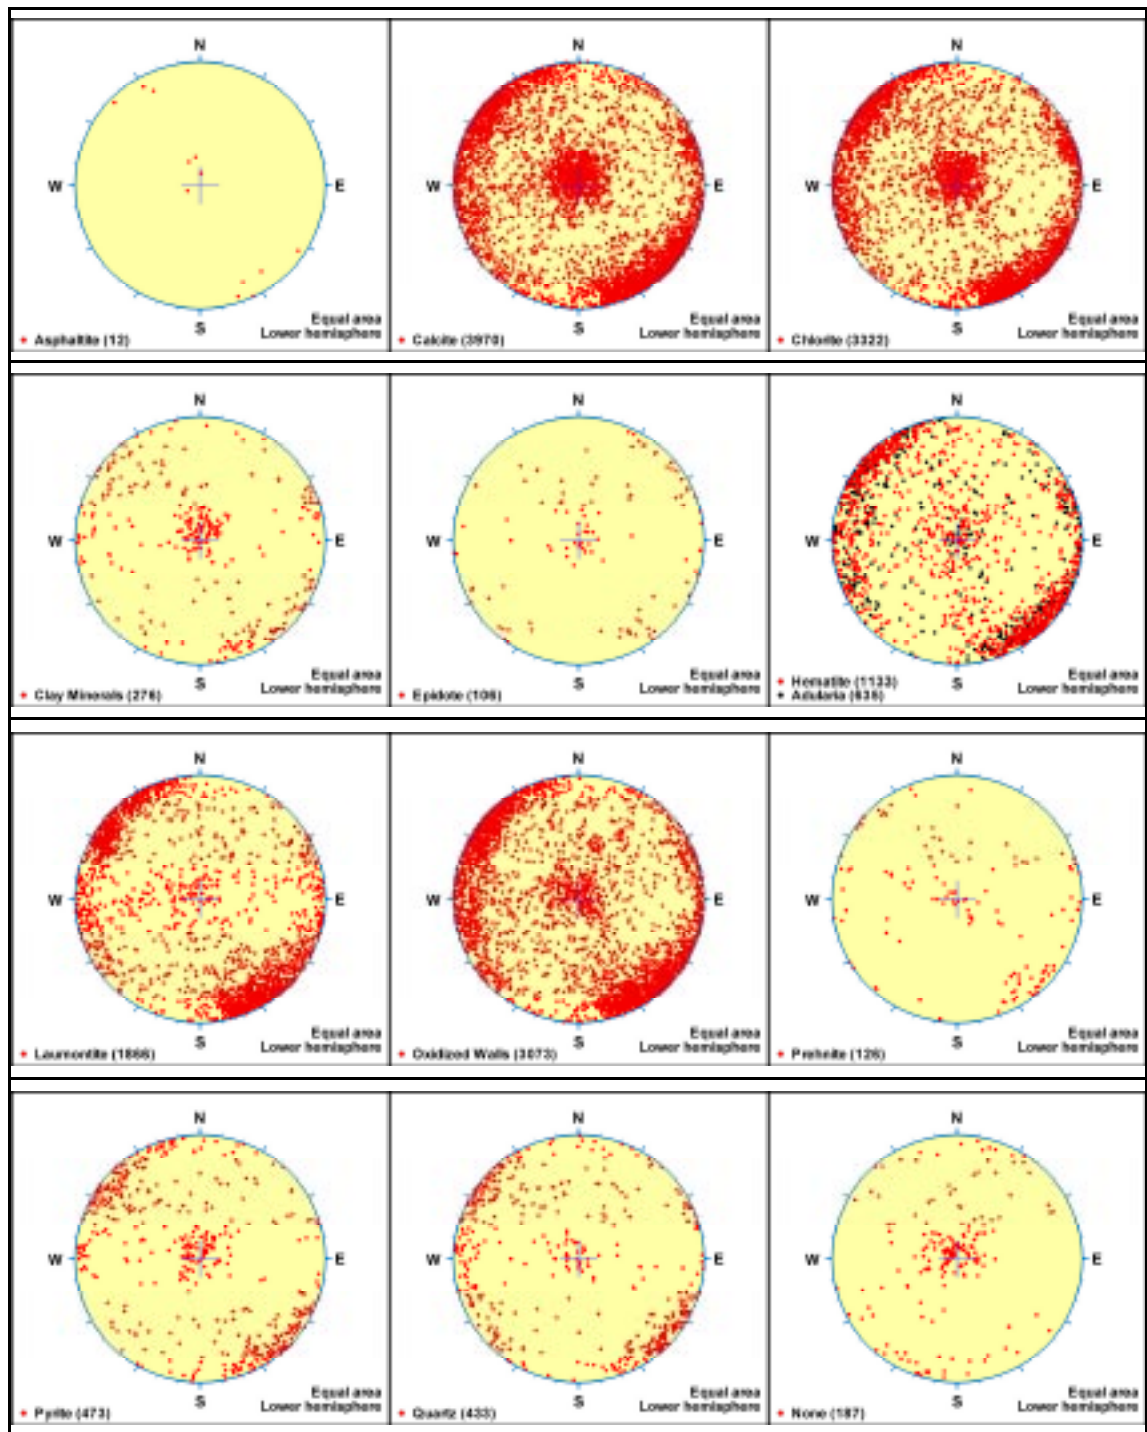 N
W
E
S
Equal area
Lower hemisphere
Asphaltite (12)
N
W
E
S
Equal area
Lower hemisphere
Calcite (3970)
N
W
E
S
Equal area
Lower hemisphere
Chlorite (3322)
N
W
E
S
Equal area
Lower hemisphere
Clay Minerals (276)
N
W
E
S
Equal area
Lower hemisphere
Epidote (106)
N
W
E
S
Equal area
Lower hemisphere
Hematite (1133)
Adularia (635)
N
W
E
S
Equal area
Lower hemisphere
Laumontite (1866)
N
W
E
S
Equal area
Lower hemisphere
Oxidized Walls (3073)
N
W
E
S
Equal area
Lower hemisphere
Prehnite (126)
N
W
E
S
Equal area
Lower hemisphere
Pyrite (473)
N
W
E
S
Equal area
Lower hemisphere
Quartz (433)
N
W
E
S
Equal area
Lower hemisphere
None (187)